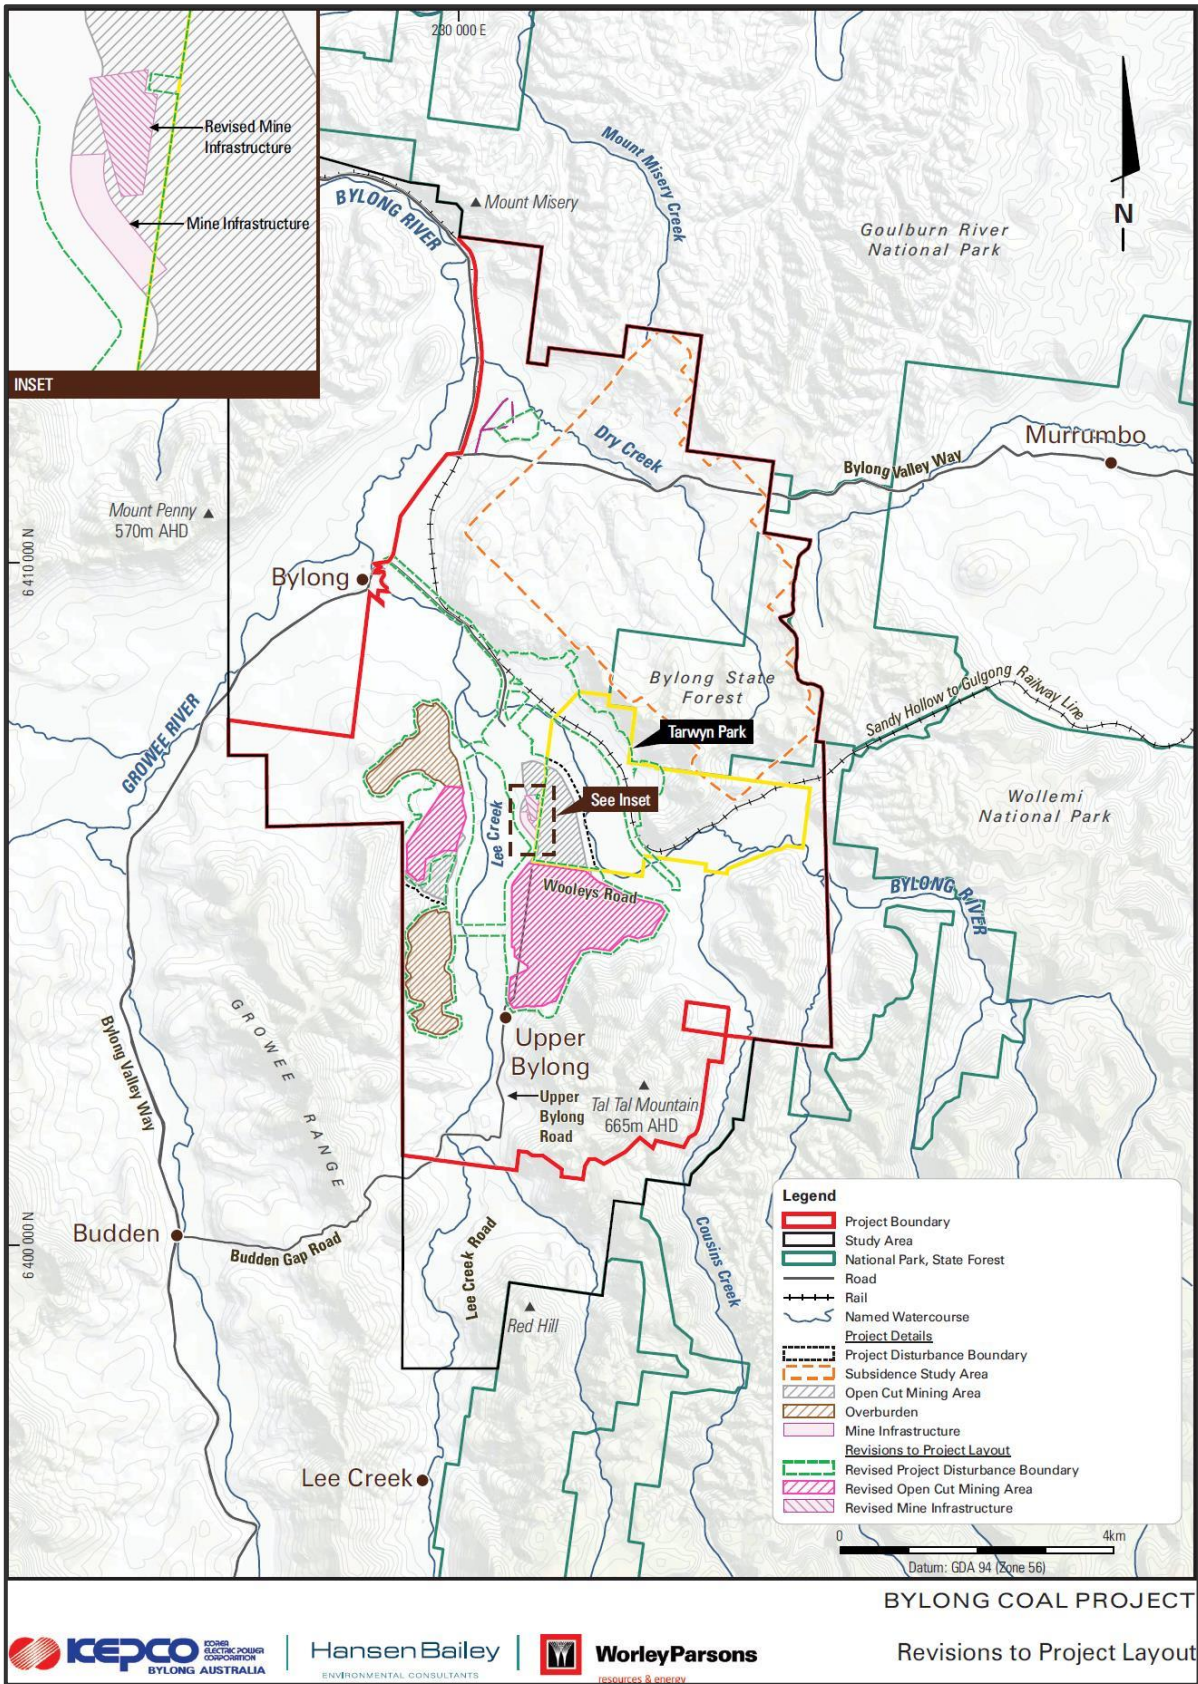 230 000 E
Revised Mine
Infrastructure
Mine Infrastructure
INSET
BYLONG RIVER
Mount Misery
Mount Misery Creek
Goulburn River
National Park
N
Dry Creek
Murrumbo
Bylong Valley Way
Mount Penny
570m AHD
6 410 000 N
Bylong
GROWEE RIVER
Bylong State
Forest
Tarwyn Park
Sandy Hollow to Gulgong Railway Line
Wollemi
National Park
See Inset
Lee Creek
Wooleys Road
BYLONG RIVER
GROWEE RANGE
Bylong Valley Way
Upper
Bylong
Upper
Bylong
Road
Tal Tal Mountain
665m AHD
6 400 000 N
Budden
Budden Gap Road
Lee Creek Road
Cousins Creek
Red Hill
Lee Creek
Legend
Project Boundary
Study Area
National Park, State Forest
Road
Rail
Named Watercourse
Project Details
Project Disturbance Boundary
Subsidence Study Area
Open Cut Mining Area
Overburden
Mine Infrastructure
Revisions to Project Layout
Revised Project Disturbance Boundary
Revised Open Cut Mining Area
Revised Mine Infrastructure
0 4km
Datum: GDA 94 (Zone 56)
BYLONG COAL PROJECT
Revisions to Project Layout
KEPCO
KOREA
ELECTRIC POWER
CORPORATION
BYLONG AUSTRALIA
Hansen Bailey
ENVIRONMENTAL CONSULTANTS
WorleyParsons
resources & energy